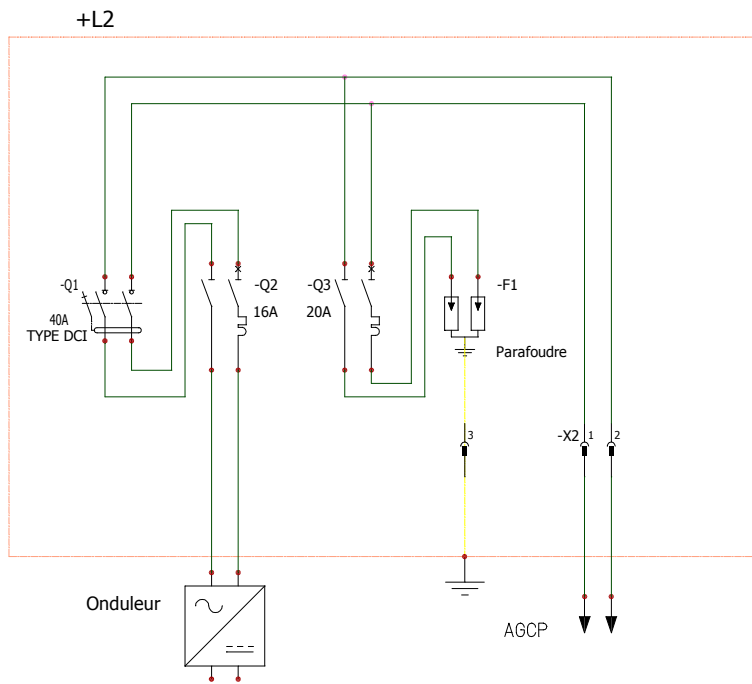 +L2
-Q1
40A
TYPE DCI
-Q2
16A
-Q3
20A
-F1
Parafoudre
3
-X2
1
2
Onduleur
AGCP